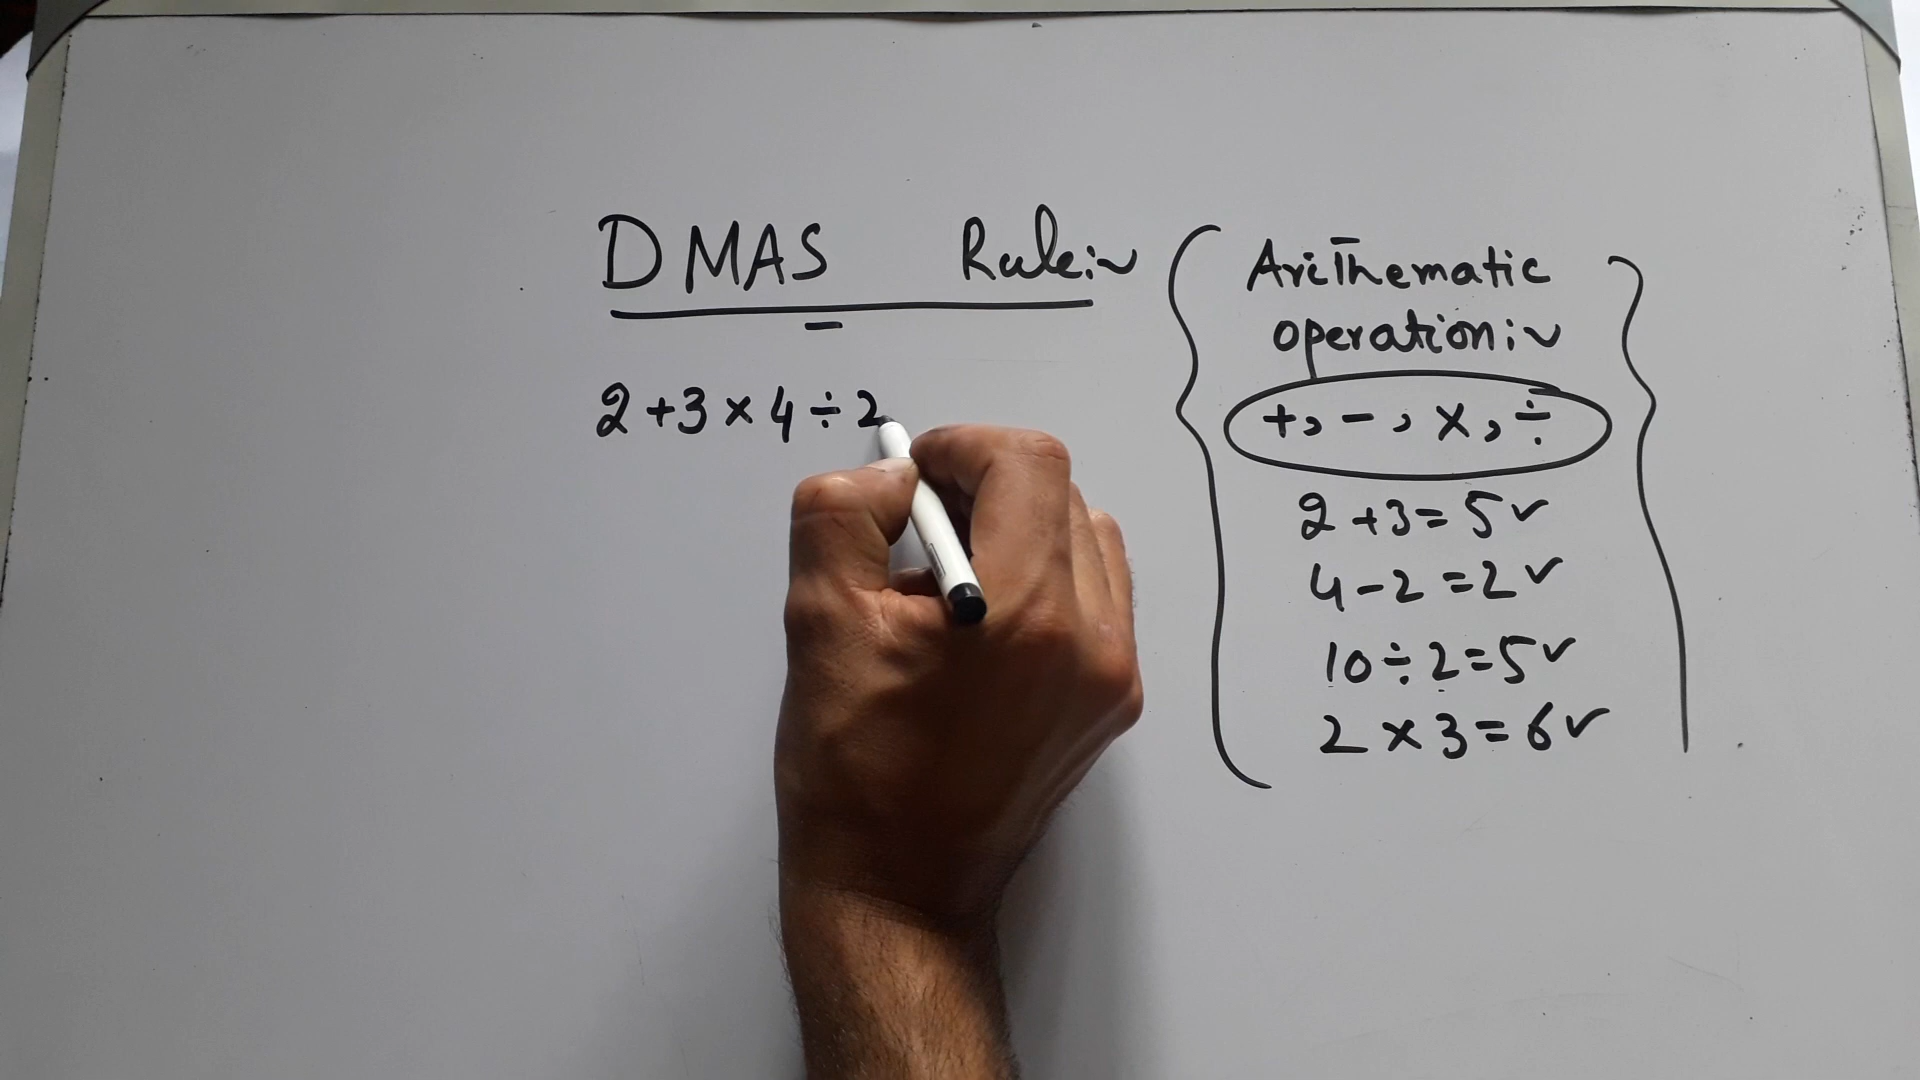 DMAS Rule:~
2+3×4÷2
Arithematic
operation:~
+, -, ×, ÷
2+3=5✓
4-2=2✓
10÷2=5✓
2×3=6✓